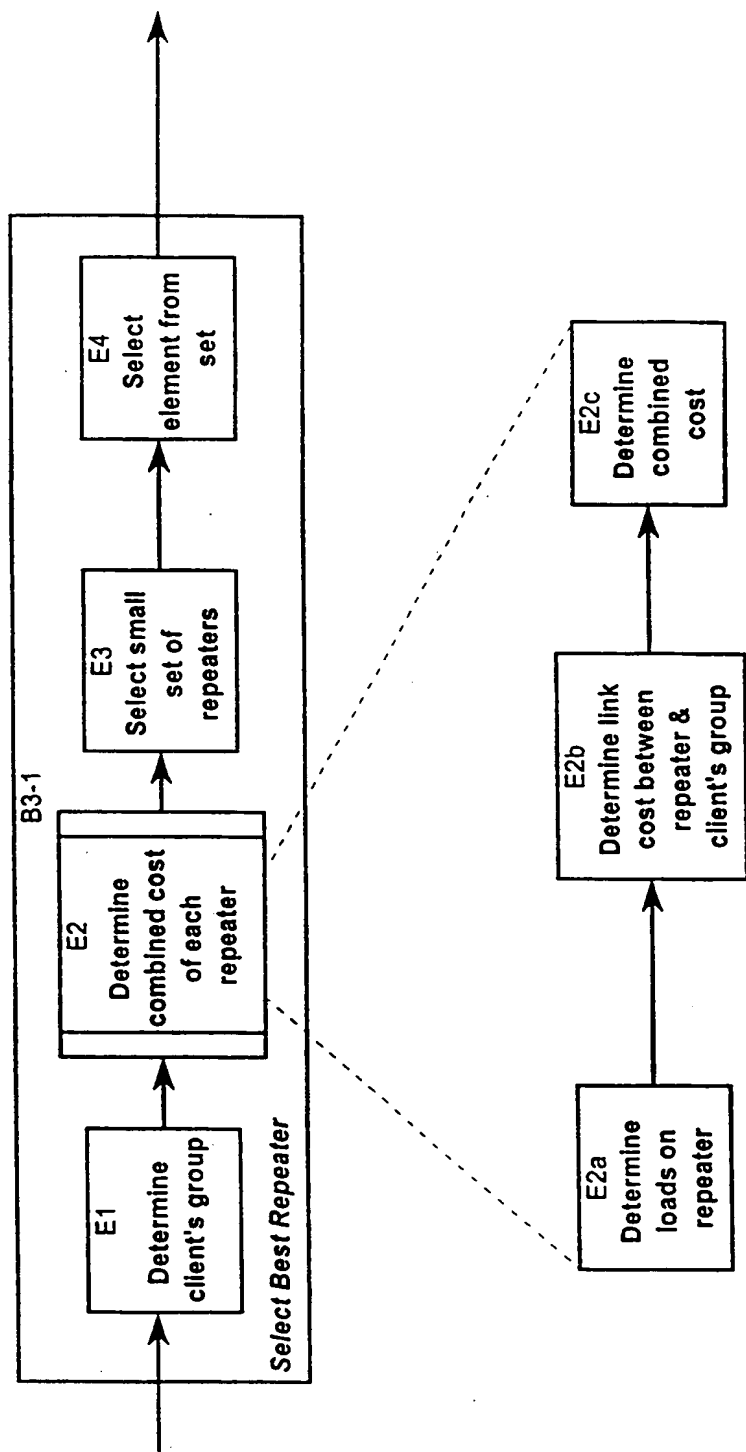 B3-1
E1
Determine
client's group
E2
Determine
combined cost
of each
repeater
E3
Select small
set of
repeaters
E4
Select
element from
set
Select Best Repeater
E2a
Determine
loads on
repeater
E2b
Determine link
cost between
repeater &
client's group
E2c
Determine
combined
cost